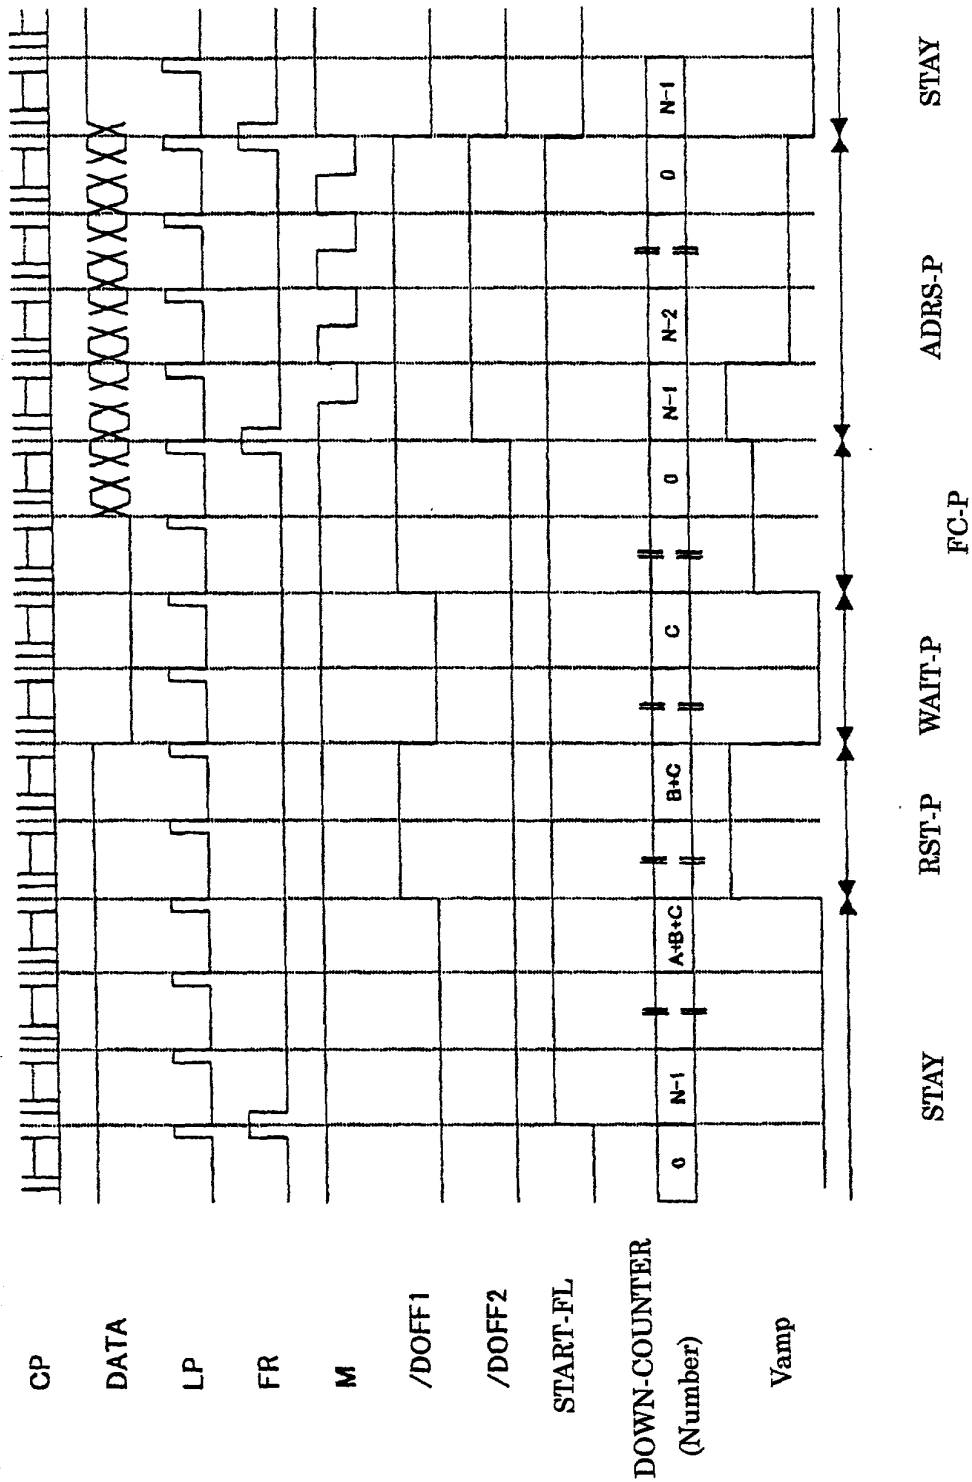 CP
DATA
LP
FR
M
/DOFF1
/DOFF2
START-FL
DOWN-COUNTER
(Number)
0 N-1 A+B+C B+C C 0 N-1 N-2 0 N-1
Vamp
STAY RST-P WAIT-P FC-P ADRS-P STAY